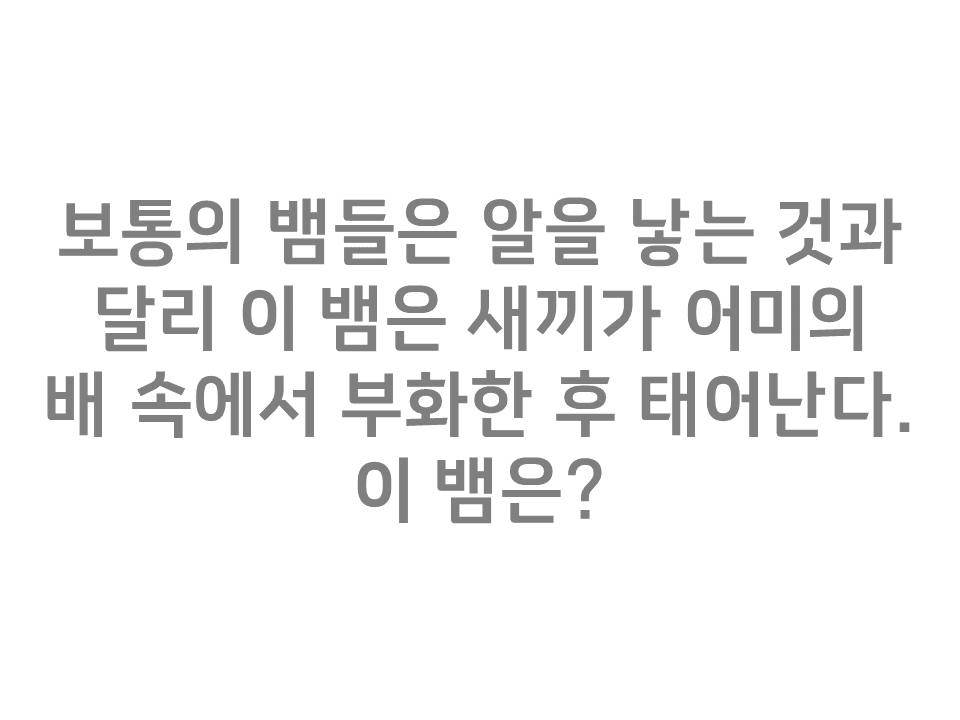 보통의 뱀들은 알을 낳는 것과
달리 이 뱀은 새끼가 어미의
배 속에서 부화한 후 태어난다.
이 뱀은?